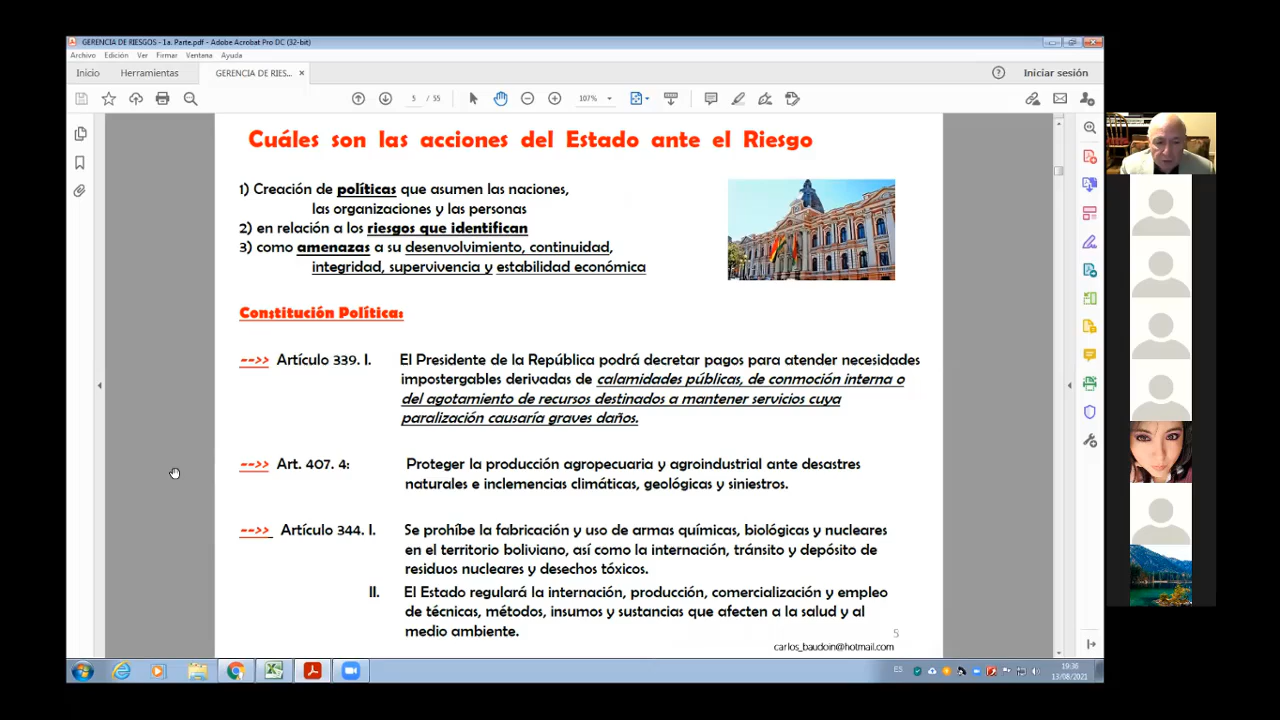 GERENCIA DE RIESGOS - 1a. Parte.pdf - Adobe Acrobat Pro DC (32-bit)
Archivo Edición Ver Firmar Ventana Ayuda
Inicio Herramientas GERENCIA DE RIES... × Iniciar sesión
5 / 55 107%
Cuáles son las acciones del Estado ante el Riesgo
1) Creación de políticas que asumen las naciones,
las organizaciones y las personas
2) en relación a los riesgos que identifican
3) como amenazas a su desenvolvimiento, continuidad,
integridad, supervivencia y estabilidad económica
Constitución Política:
-->> Artículo 339. I. El Presidente de la República podrá decretar pagos para atender necesidades
impostergables derivadas de calamidades públicas, de conmoción interna o
del agotamiento de recursos destinados a mantener servicios cuya
paralización causaría graves daños.
-->> Art. 407. 4: Proteger la producción agropecuaria y agroindustrial ante desastres
naturales e inclemencias climáticas, geológicas y siniestros.
-->> Artículo 344. I. Se prohíbe la fabricación y uso de armas químicas, biológicas y nucleares
en el territorio boliviano, así como la internación, tránsito y depósito de
residuos nucleares y desechos tóxicos.
II. El Estado regulará la internación, producción, comercialización y empleo
de técnicas, métodos, insumos y sustancias que afecten a la salud y al
medio ambiente.
5
carlos_baudoin@hotmail.com
ES 19:36
13/08/2021